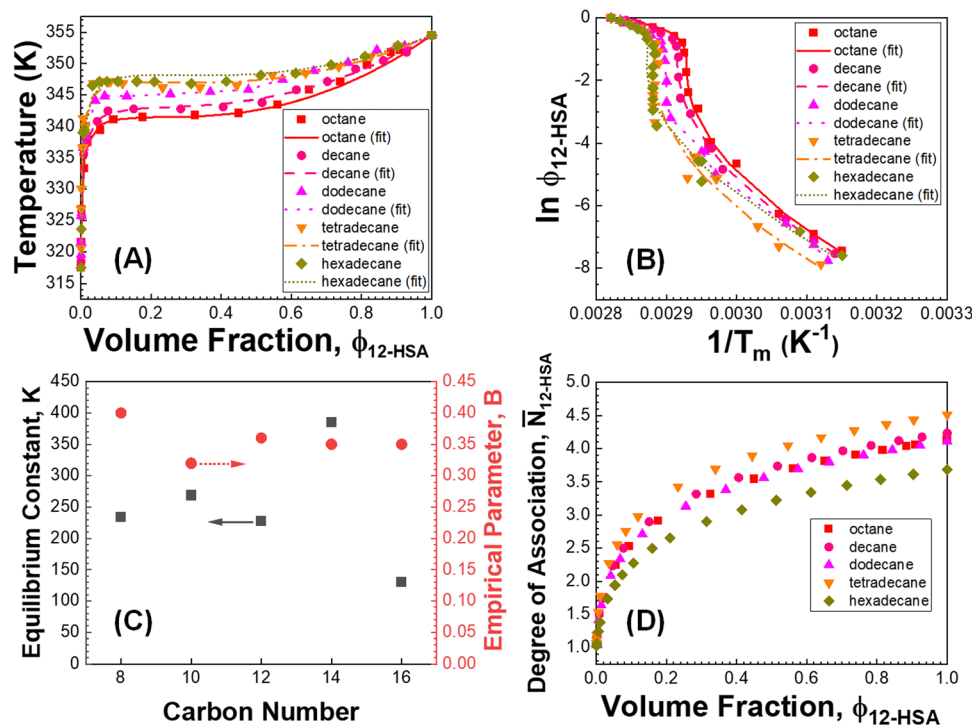 355
350
345
340
335
330
325
320
315
Temperature (K)
(A)
octane
octane (fit)
decane
decane (fit)
dodecane
dodecane (fit)
tetradecane
tetradecane (fit)
hexadecane
hexadecane (fit)
0.0 0.2 0.4 0.6 0.8 1.0
Volume Fraction, ϕ12-HSA
0
-2
-4
-6
-8
ln ϕ12-HSA
(B)
octane
octane (fit)
decane
decane (fit)
dodecane
dodecane (fit)
tetradecane
tetradecane (fit)
hexadecane
hexadecane (fit)
0.0028 0.0029 0.0030 0.0031 0.0032 0.0033
1/Tm (K-1)
450
400
350
300
250
200
150
100
50
0
Equilibrium Constant, K
(C)
0.45
0.40
0.35
0.30
0.25
0.20
0.15
0.10
0.05
0.00
Empirical Parameter, B
8 10 12 14 16
Carbon Number
5.0
4.5
4.0
3.5
3.0
2.5
2.0
1.5
1.0
0.5
0.0
Degree of Association, N̅12-HSA
(D)
octane
decane
dodecane
tetradecane
hexadecane
0.0 0.2 0.4 0.6 0.8 1.0
Volume Fraction, ϕ12-HSA